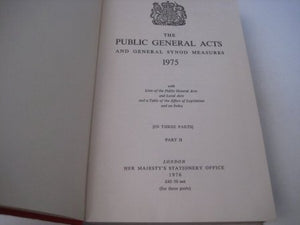 THE
PUBLIC GENERAL ACTS
AND GENERAL SYNOD MEASURES
1975
with
Lists of the Public General Acts
and Local Acts
and a Table of the Effect of Legislation
and an Index
[IN THREE PARTS]
PART II
LONDON
HER MAJESTY'S STATIONERY OFFICE
1976
net
(for three parts)